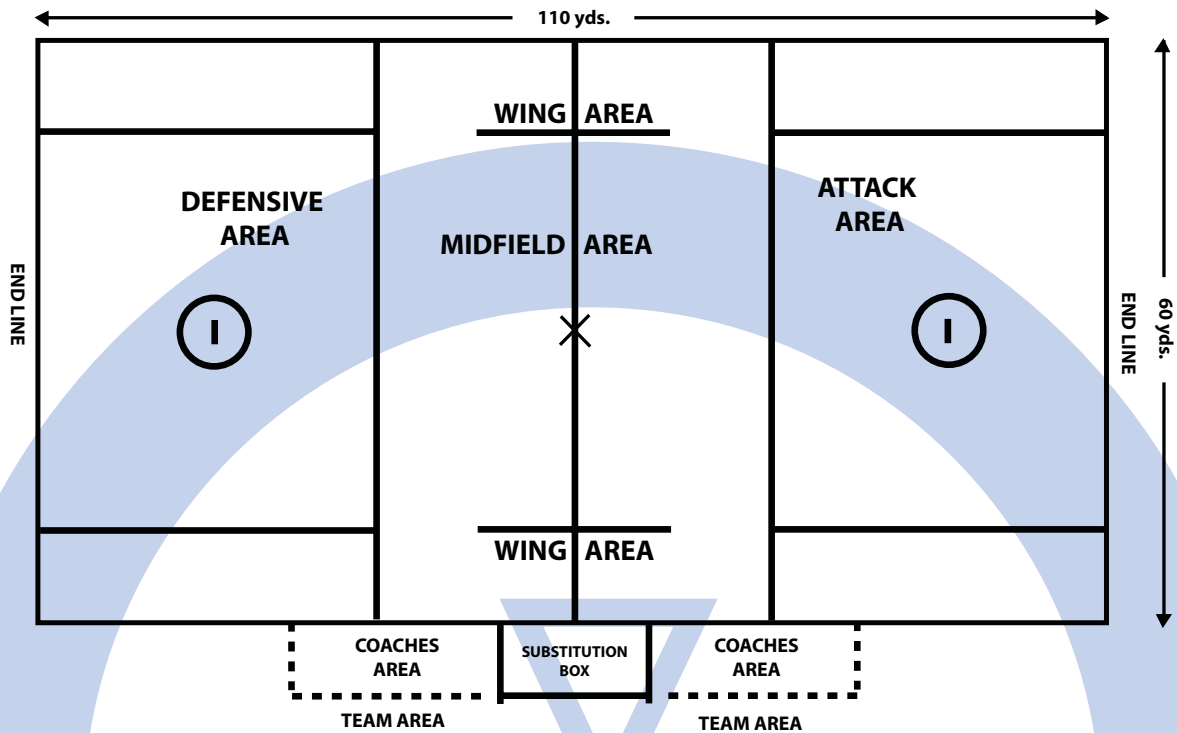 110 yds.
WING AREA
DEFENSIVE
AREA
ATTACK
AREA
MIDFIELD AREA
END LINE
I
I
END LINE
60 yds.
WING AREA
COACHES
AREA
SUBSTITUTION
BOX
COACHES
AREA
TEAM AREA
TEAM AREA